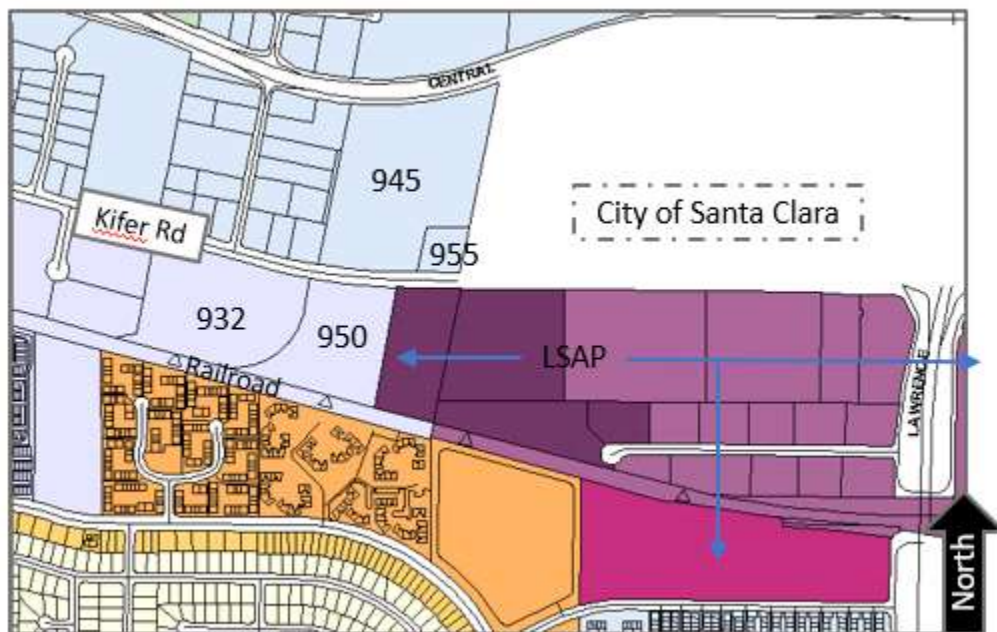 CENTRAL
945
City of Santa Clara
Kifer Rd
955
932
950
LSAP
Railroad
LAWRENCE
North